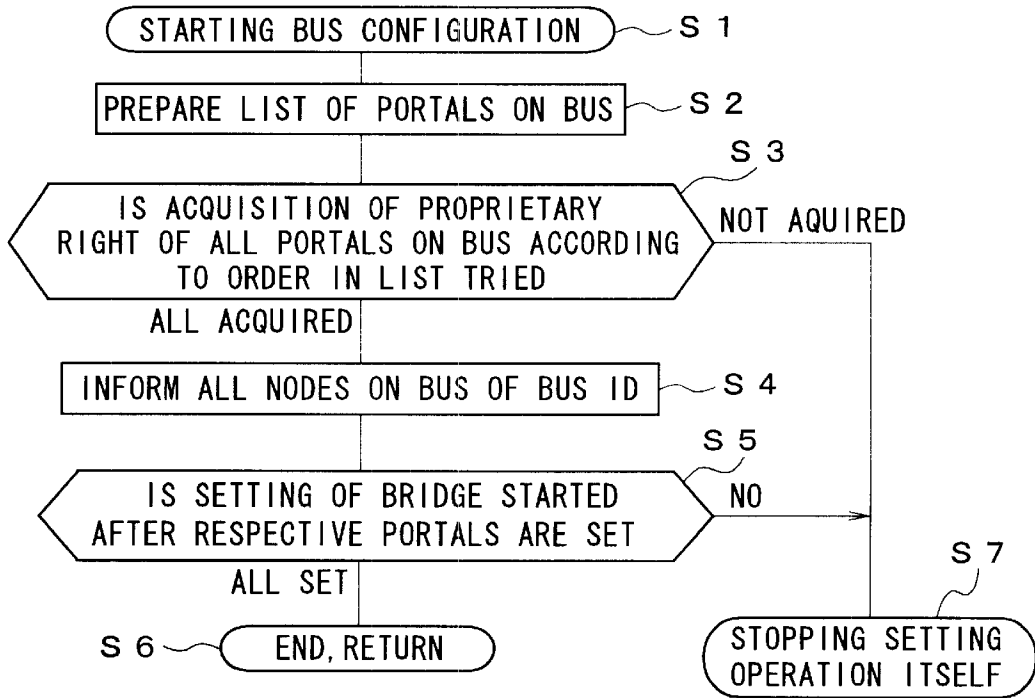 STARTING BUS CONFIGURATION
S 1
PREPARE LIST OF PORTALS ON BUS
S 2
S 3
IS ACQUISITION OF PROPRIETARY
RIGHT OF ALL PORTALS ON BUS ACCORDING
TO ORDER IN LIST TRIED
NOT AQUIRED
ALL ACQUIRED
INFORM ALL NODES ON BUS OF BUS ID
S 4
S 5
IS SETTING OF BRIDGE STARTED
AFTER RESPECTIVE PORTALS ARE SET
NO
ALL SET
S 7
S 6
END, RETURN
STOPPING SETTING
OPERATION ITSELF